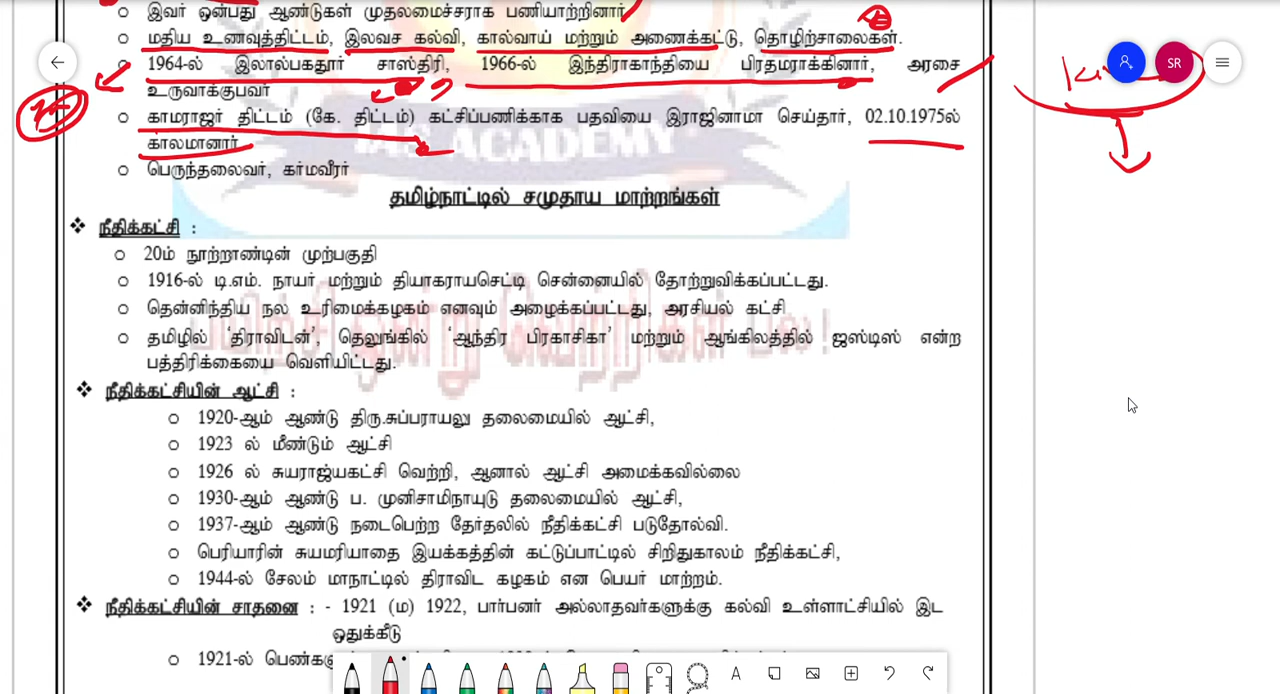 இவர் ஒன்பது ஆண்டுகள் முதலமைச்சராக பணியாற்றினார்
மதிய உணவுத்திட்டம், இலவச கல்வி, கால்வாய் மற்றும் அணைக்கட்டு, தொழிற்சாலைகள்.
1964-ல் இலால்பகதூர் சாஸ்திரி, 1966-ல் இந்திராகாந்தியை பிரதமராக்கினார், அரசை
உருவாக்குபவர்
காமராஜர் திட்டம் (கே. திட்டம்) கட்சிப்பணிக்காக பதவியை இராஜினாமா செய்தார், 02.10.1975ல்
காலமானார்
பெருந்தலைவர், கர்மவீரர்
ACADEMY
SR
தமிழ்நாட்டில் சமுதாய மாற்றங்கள்
நீதிக்கட்சி :
20ம் நூற்றாண்டின் முற்பகுதி
1916-ல் டி.எம். நாயர் மற்றும் தியாகராயசெட்டி சென்னையில் தோற்றுவிக்கப்பட்டது.
தென்னிந்திய நல உரிமைக்கழகம் எனவும் அழைக்கப்பட்டது, அரசியல் கட்சி
தமிழில் 'திராவிடன்', தெலுங்கில் 'ஆந்திர பிரகாசிகா' மற்றும் ஆங்கிலத்தில் ஜஸ்டிஸ் என்ற
பத்திரிக்கையை வெளியிட்டது.
நீதிக்கட்சியின் ஆட்சி :
1920-ஆம் ஆண்டு திரு.சுப்பராயலு தலைமையில் ஆட்சி,
1923 ல் மீண்டும் ஆட்சி
1926 ல் சுயராஜ்யகட்சி வெற்றி, ஆனால் ஆட்சி அமைக்கவில்லை
1930-ஆம் ஆண்டு ப. முனிசாமிநாயுடு தலைமையில் ஆட்சி,
1937-ஆம் ஆண்டு நடைபெற்ற தேர்தலில் நீதிக்கட்சி படுதோல்வி.
பெரியாரின் சுயமரியாதை இயக்கத்தின் கட்டுப்பாட்டில் சிறிதுகாலம் நீதிக்கட்சி,
1944-ல் சேலம் மாநாட்டில் திராவிட கழகம் என பெயர் மாற்றம்.
நீதிக்கட்சியின் சாதனை : - 1921 (ம) 1922, பார்பனர் அல்லாதவர்களுக்கு கல்வி உள்ளாட்சியில் இட
ஒதுக்கீடு
1921-ல்